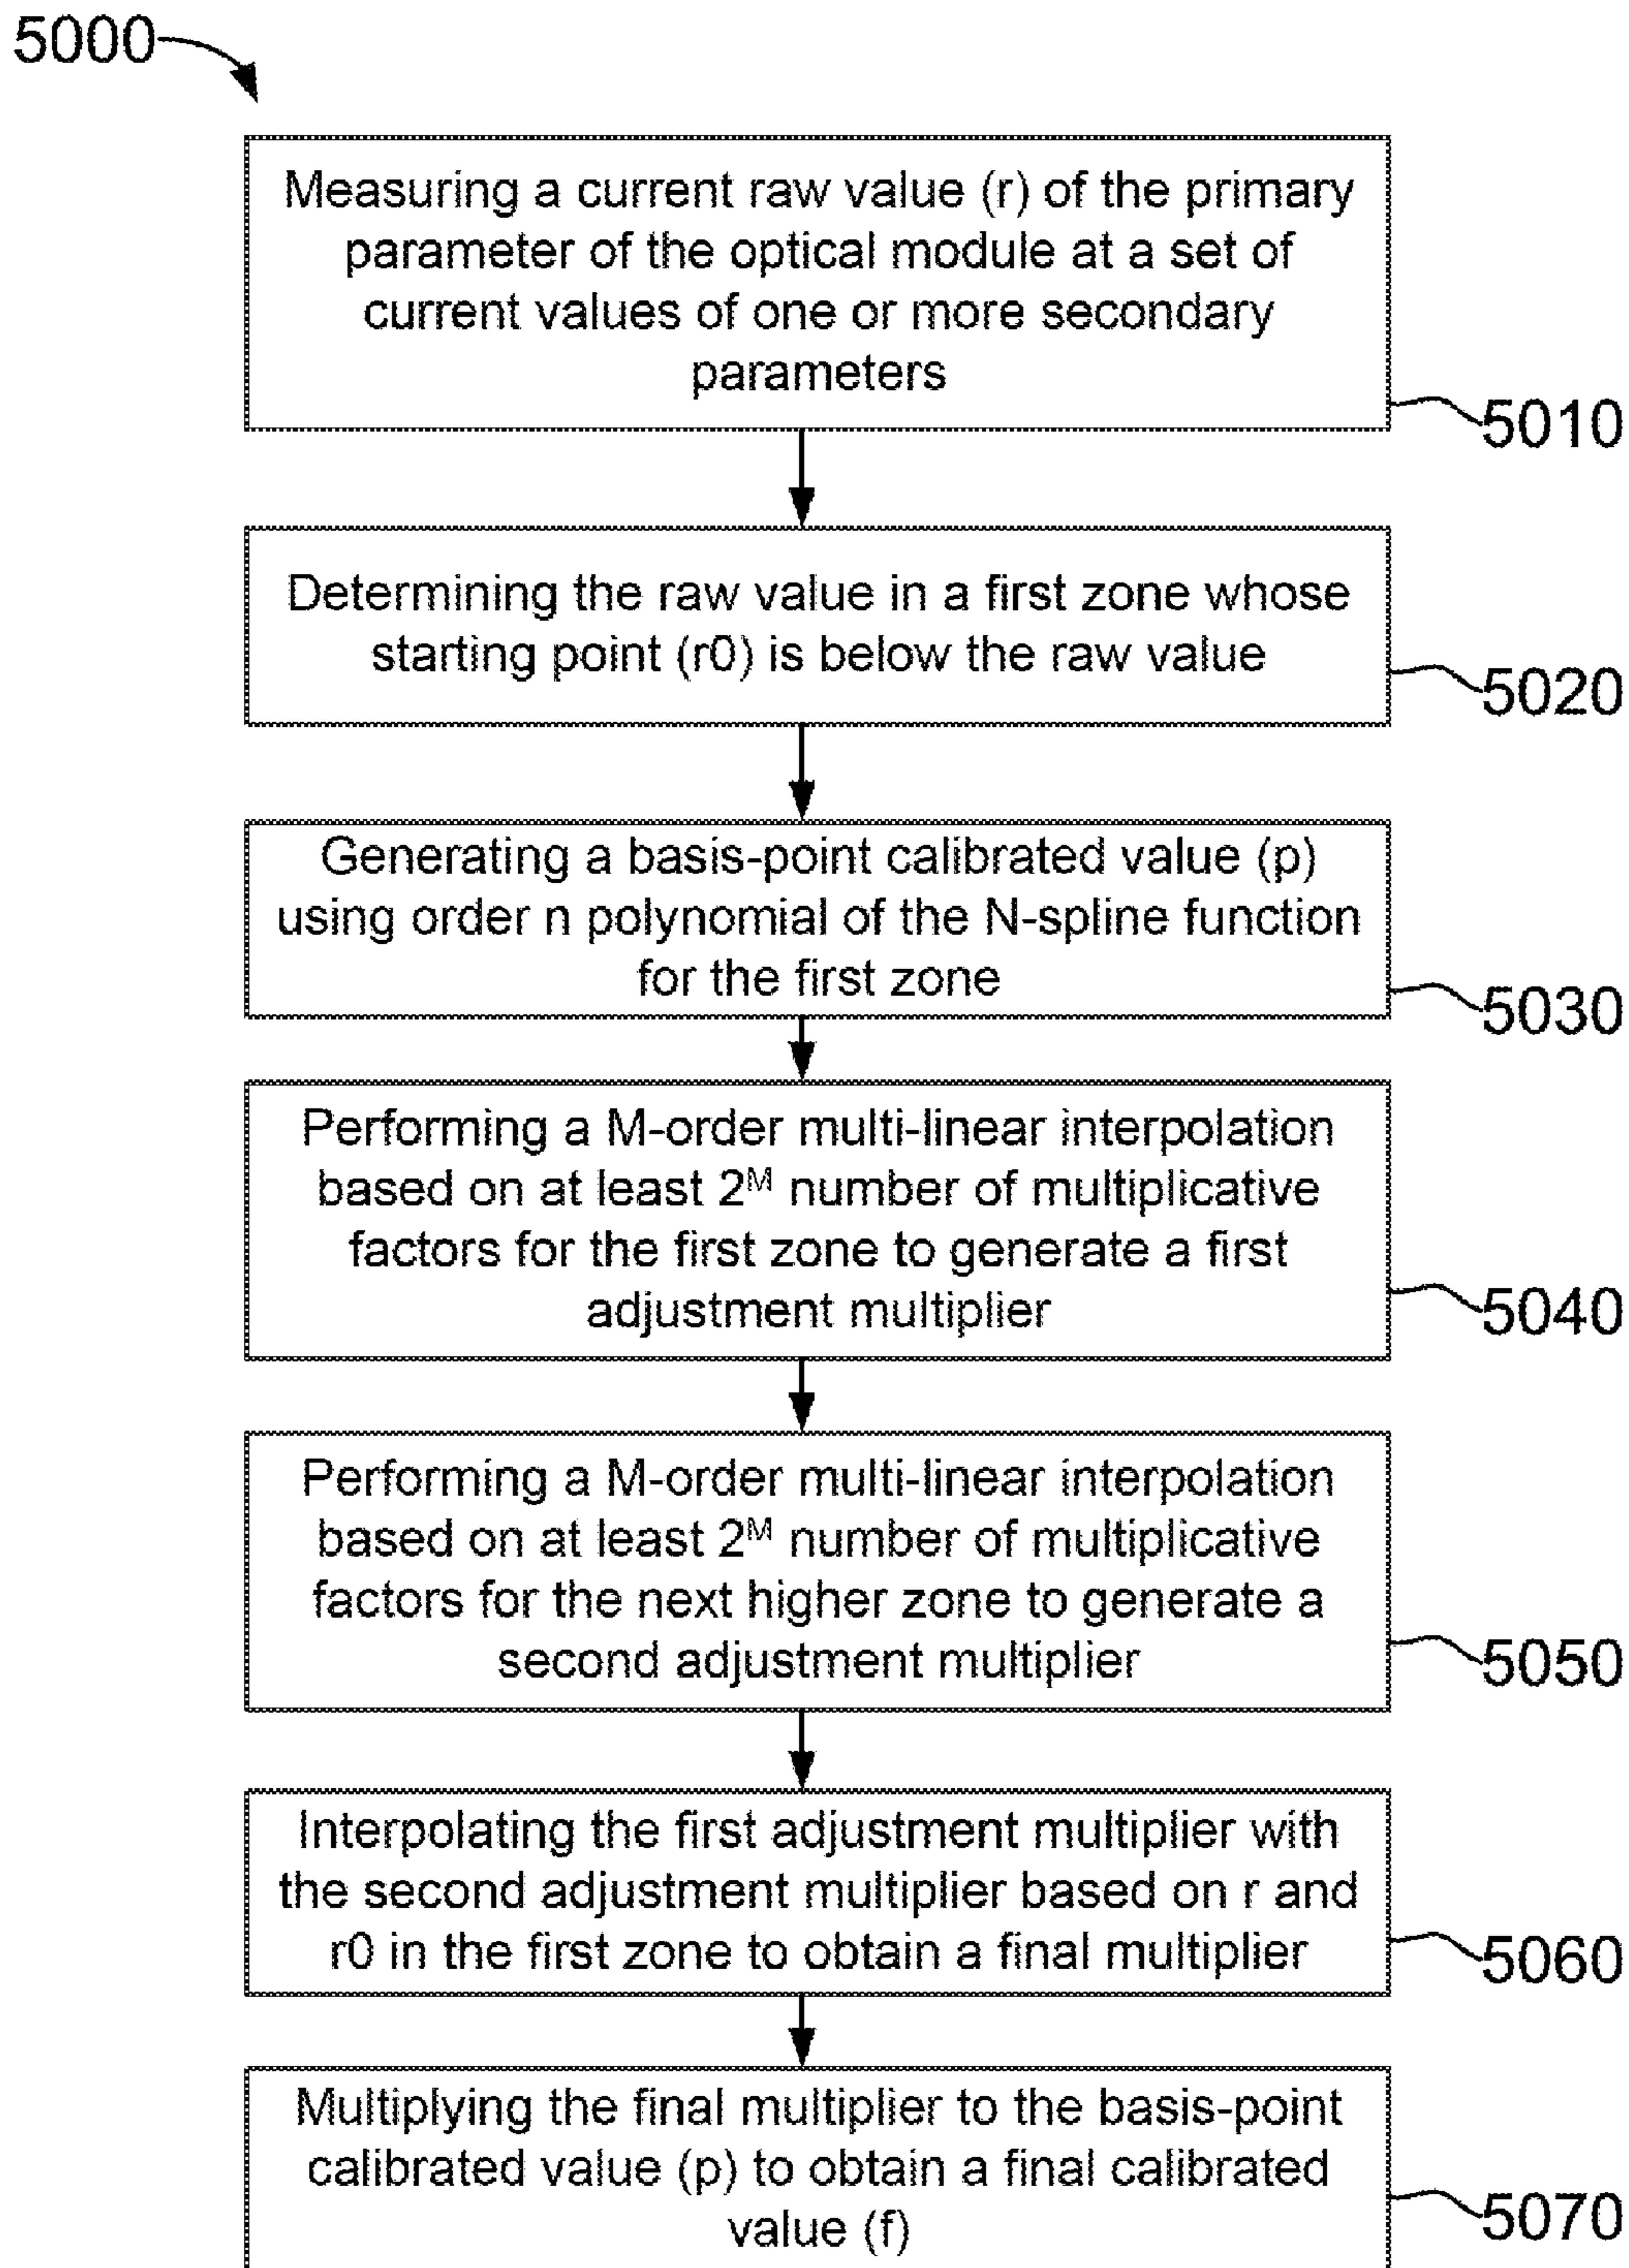 5000
Measuring a current raw value (r) of the primary
parameter of the optical module at a set of
current values of one or more secondary
parameters
5010
Determining the raw value in a first zone whose
starting point (r0) is below the raw value
5020
Generating a basis-point calibrated value (p)
using order n polynomial of the N-spline function
for the first zone
5030
Performing a M-order multi-linear interpolation
based on at least 2ᴹ number of multiplicative
factors for the first zone to generate a first
adjustment multiplier
5040
Performing a M-order multi-linear interpolation
based on at least 2ᴹ number of multiplicative
factors for the next higher zone to generate a
second adjustment multiplier
5050
Interpolating the first adjustment multiplier with
the second adjustment multiplier based on r and
r0 in the first zone to obtain a final multiplier
5060
Multiplying the final multiplier to the basis-point
calibrated value (p) to obtain a final calibrated
value (f)
5070